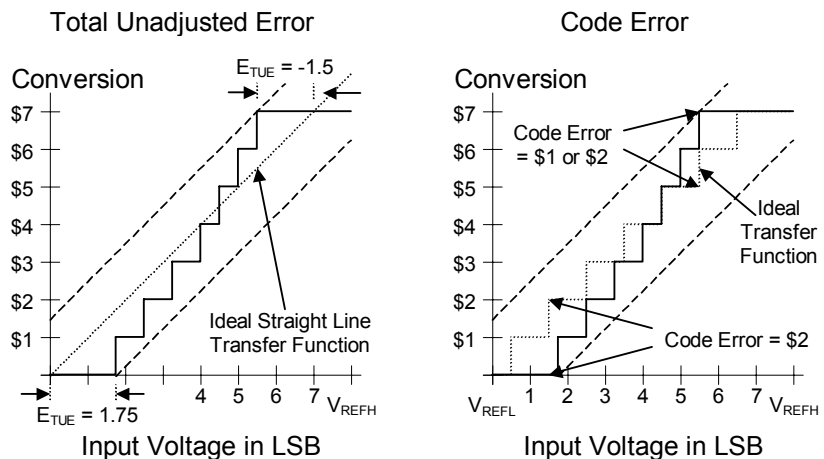 Total Unadjusted Error
Conversion
E_TUE = -1.5
$7
$6
$5
$4
$3
$2
$1
Ideal Straight Line
Transfer Function
4 5 6 7 V_REFH
E_TUE = 1.75
Input Voltage in LSB
Code Error
Conversion
$7
$6
$5
$4
$3
$2
$1
Code Error
= $1 or $2
Ideal
Transfer
Function
Code Error = $2
V_REFL 1 2 3 4 5 6 7 V_REFH
Input Voltage in LSB